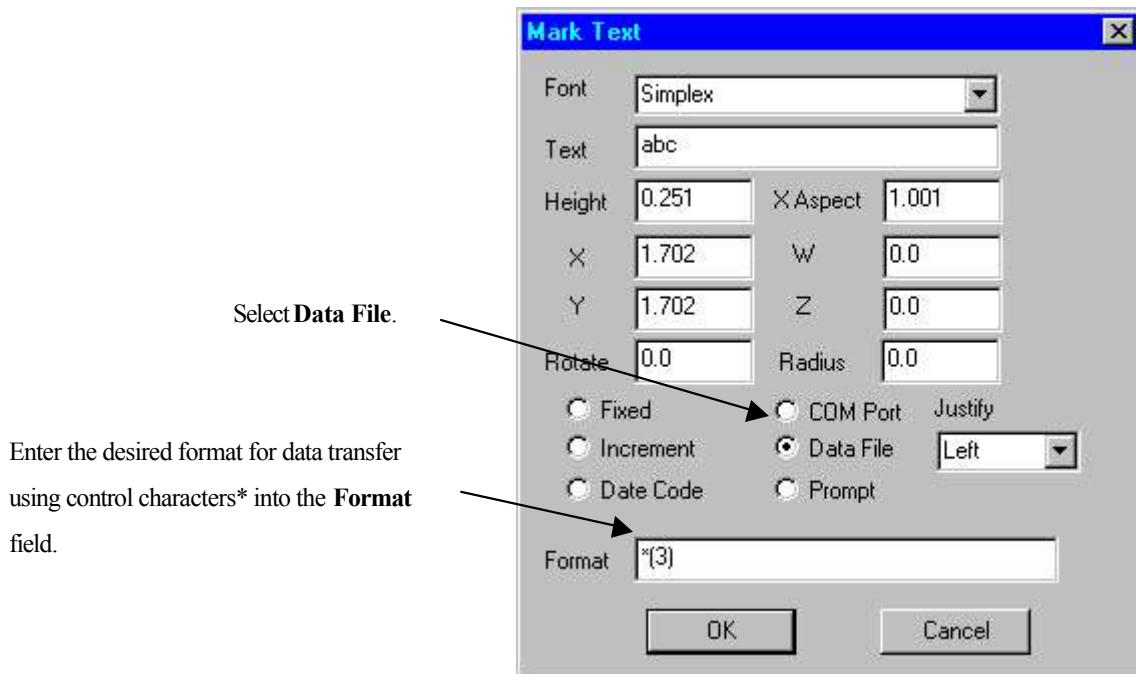 Mark Text
Font Simplex
Text abc
Height 0.251 X Aspect 1.001
X 1.702 W 0.0
Y 1.702 Z 0.0
Select Data File.
Rotate 0.0 Radius 0.0
Fixed COM Port Justify
Increment Data File Left
Date Code Prompt
Enter the desired format for data transfer
using control characters* into the Format
field.
Format *(3)
OK Cancel